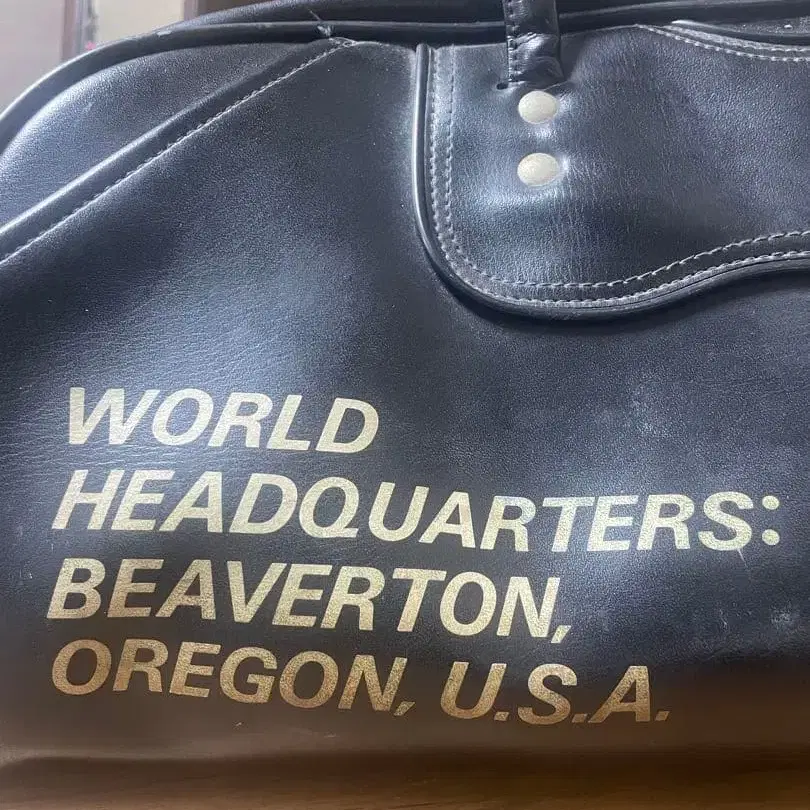 WORLD
HEADQUARTERS:
BEAVERTON,
OREGON, U.S.A.